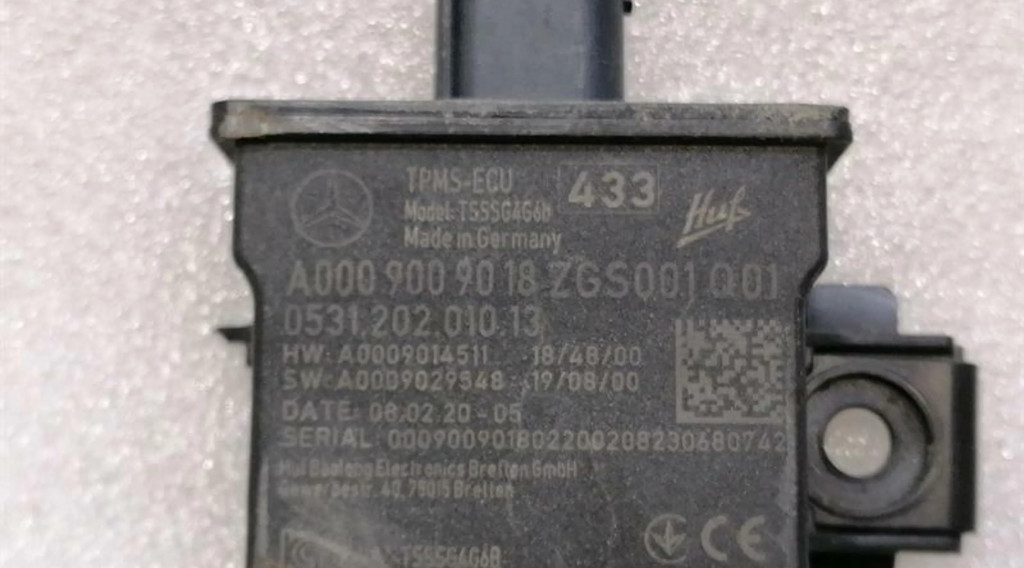 TPMS-ECU 433
Model: TSSSG4G6b Huf
Made in Germany
A000 900 90 18 ZGS001 Q01
0531.202.010.13
HW: A0009014511 18/48/00
SW: A0009029548 19/08/00
DATE: 08.02.20-05
SERIAL: 000900901802200208230680742
Huf Baolong Electronics Bretten GmbH
Gewerbestr. 40, 75015 Bretten
CE
TSSSG4G6B